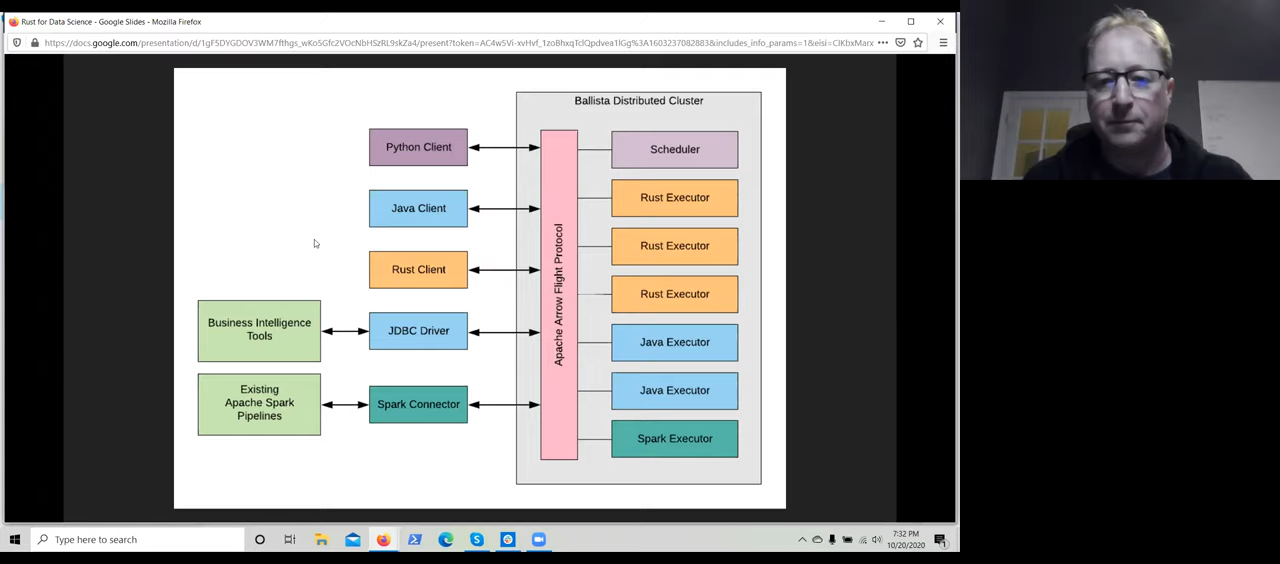 Rust for Data Science - Google Slides - Mozilla Firefox
Ballista Distributed Cluster
Python Client
Scheduler
Java Client
Rust Executor
Rust Client
Rust Executor
Rust Executor
Apache Arrow Flight Protocol
Business Intelligence
Tools
JDBC Driver
Java Executor
Java Executor
Existing
Apache Spark
Pipelines
Spark Connector
Spark Executor
Type here to search
7:32 PM
10/20/2020